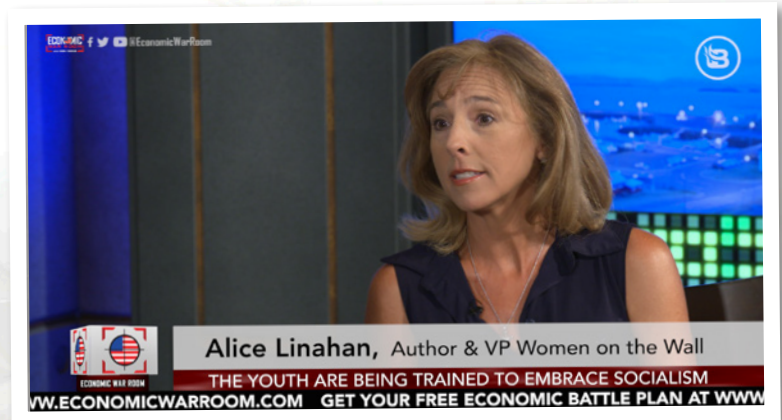 ECONOMIC
@EconomicWarRoom
Alice Linahan, Author & VP Women on the Wall
ECONOMIC WAR ROOM
THE YOUTH ARE BEING TRAINED TO EMBRACE SOCIALISM
WW.ECONOMICWARROOM.COM GET YOUR FREE ECONOMIC BATTLE PLAN AT WWW